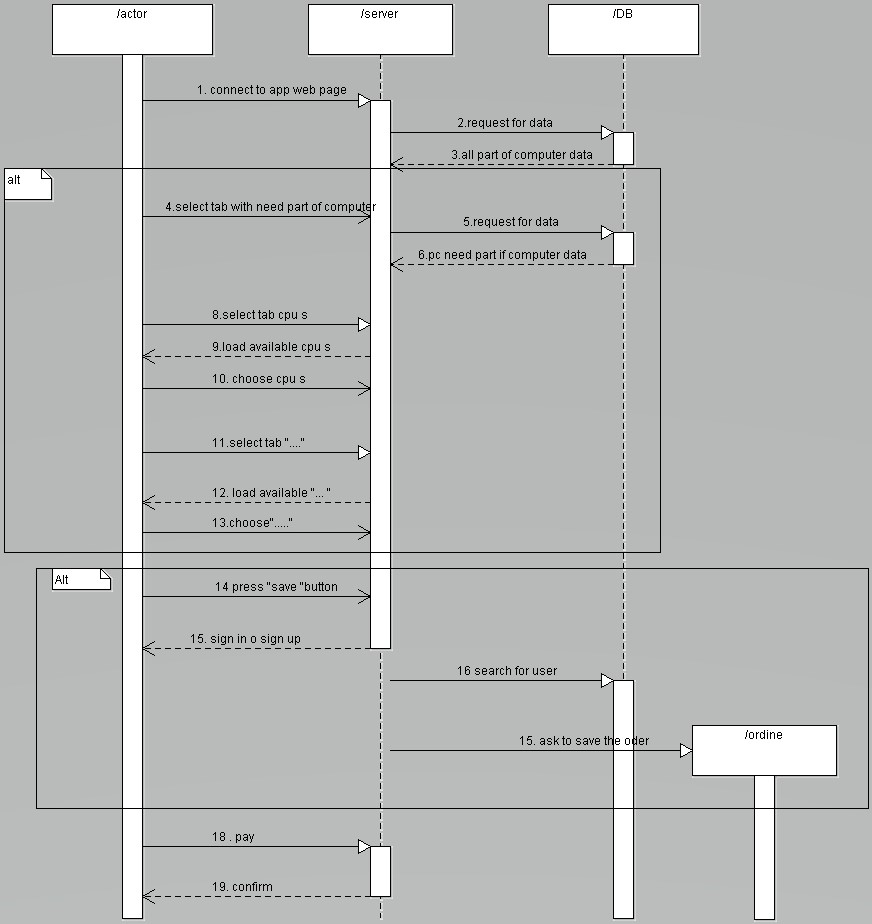 /actor
/server
/DB
1. connect to app web page
2.request for data
3.all part of computer data
alt
4.select tab with need part of computer
5.request for data
6.pc need part if computer data
8.select tab cpu s
9.load available cpu s
10. choose cpu s
11.select tab "...."
12. load available "... "
13.choose"....."
Alt
14 press "save "button
15. sign in o sign up
16 search for user
15. ask to save the oder
/ordine
18 . pay
19. confirm